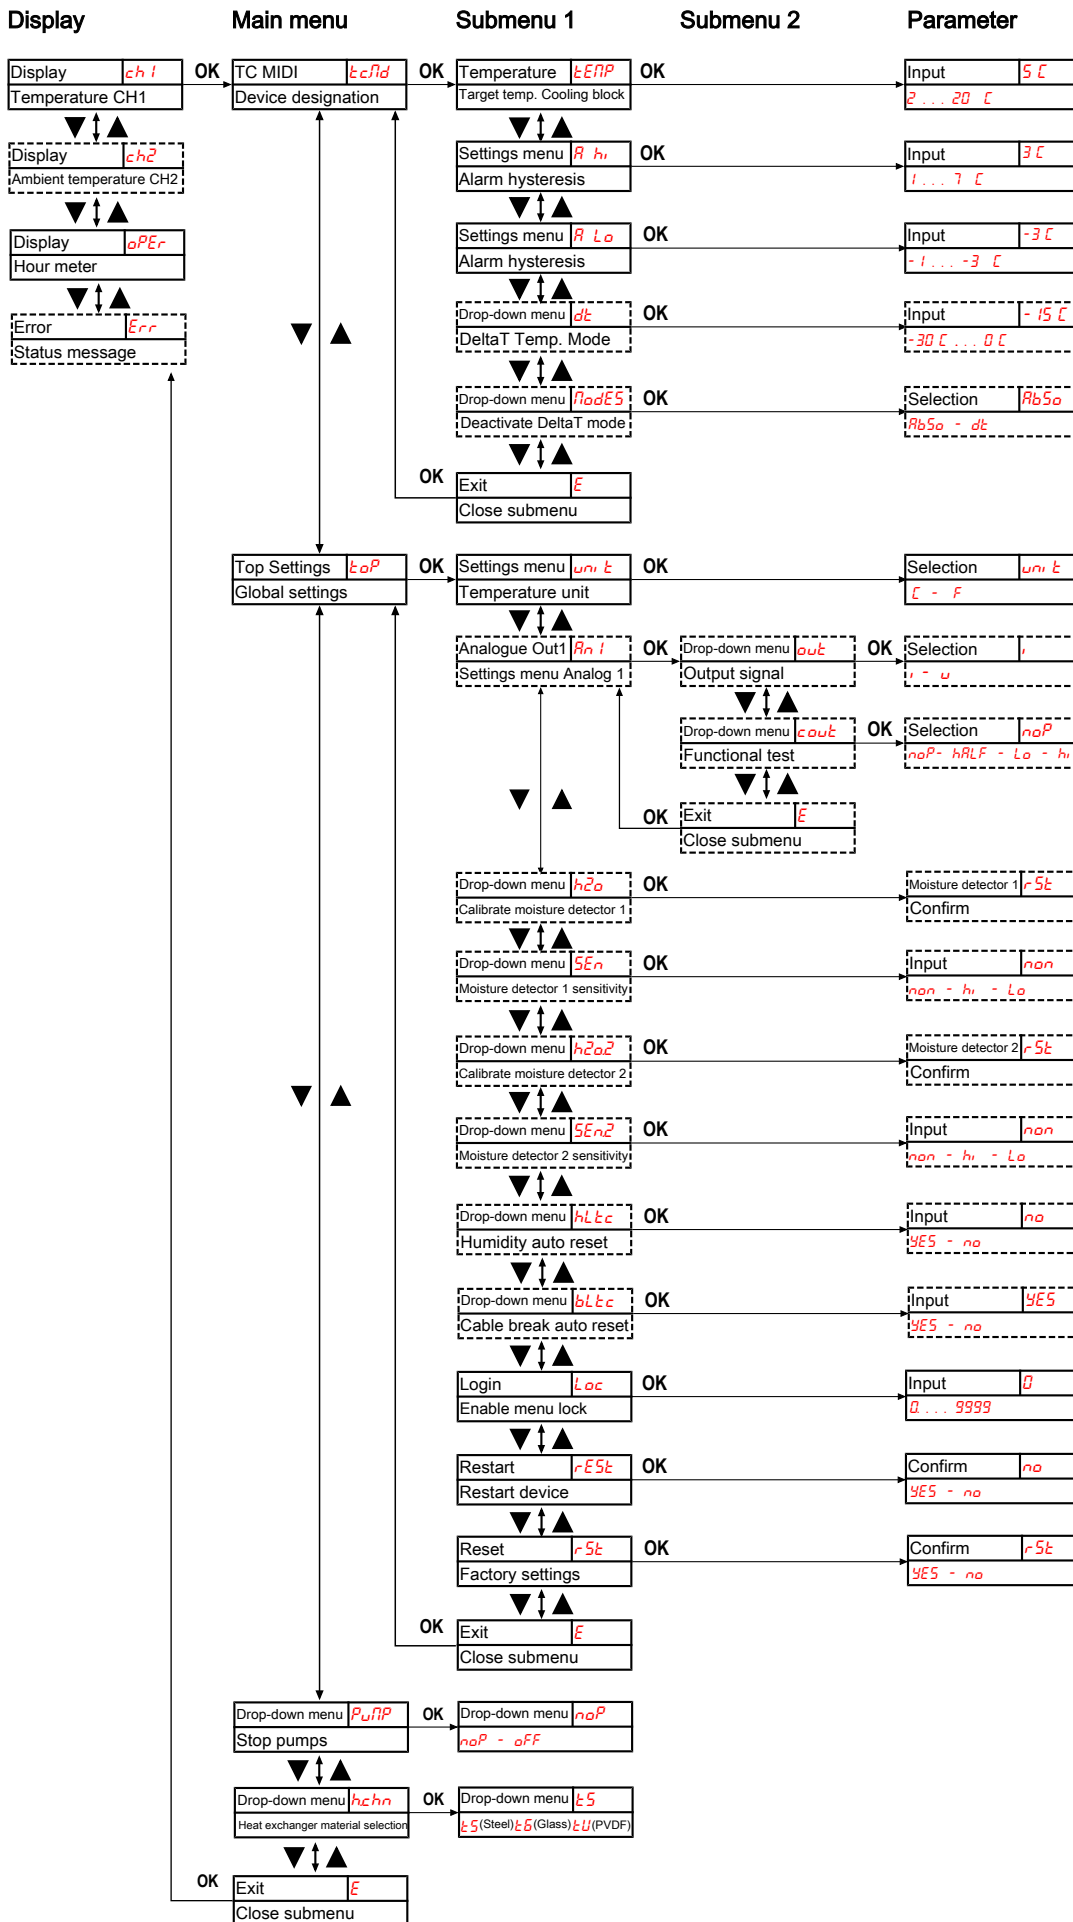 Display Main menu Submenu 1 Submenu 2 Parameter
Display ch1 OK TC MIDI tcMd OK Temperature tEMP OK Input 5 C
Temperature CH1 Device designation Target temp. Cooling block 2 . . . 20 C
Display ch2 Settings menu A hi OK Input 3 C
Ambient temperature CH2 Alarm hysteresis 1 . . . 7 C
Display oPEr Settings menu A Lo OK Input -3 C
Hour meter Alarm hysteresis -1 . . . -3 C
Error Err Drop-down menu dt OK Input - 15 C
Status message DeltaT Temp. Mode -30 C . . . 0 C
Drop-down menu ModES OK Selection AbSo
Deactivate DeltaT mode AbSo - dt
OK Exit E
Close submenu
Top Settings toP OK Settings menu unit OK Selection unit
Global settings Temperature unit C - F
Analogue Out1 An1 OK Drop-down menu out OK Selection i
Settings menu Analog 1 Output signal i - u
Drop-down menu cout OK Selection noP
Functional test noP- hALF - Lo - hi
OK Exit E
Close submenu
Drop-down menu h2o OK Moisture detector 1 rSt
Calibrate moisture detector 1 Confirm
Drop-down menu SEn OK Input non
Moisture detector 1 sensitivity non - hi - Lo
Drop-down menu h2o.2 OK Moisture detector 2 rSt
Calibrate moisture detector 2 Confirm
Drop-down menu SEn.2 OK Input non
Moisture detector 2 sensitivity non - hi - Lo
Drop-down menu hLtc OK Input no
Humidity auto reset YES - no
Drop-down menu bLtc OK Input YES
Cable break auto reset YES - no
Login Loc OK Input 0
Enable menu lock 0. . . . 9999
Restart rESt OK Confirm no
Restart device YES - no
Reset rSt OK Confirm rSt
Factory settings YES - no
OK Exit E
Close submenu
Drop-down menu PuMP OK Drop-down menu noP
Stop pumps noP - oFF
Drop-down menu h.chn OK Drop-down menu tS
Heat exchanger material selection tS(Steel) tG(Glass) tU(PVDF)
OK Exit E
Close submenu